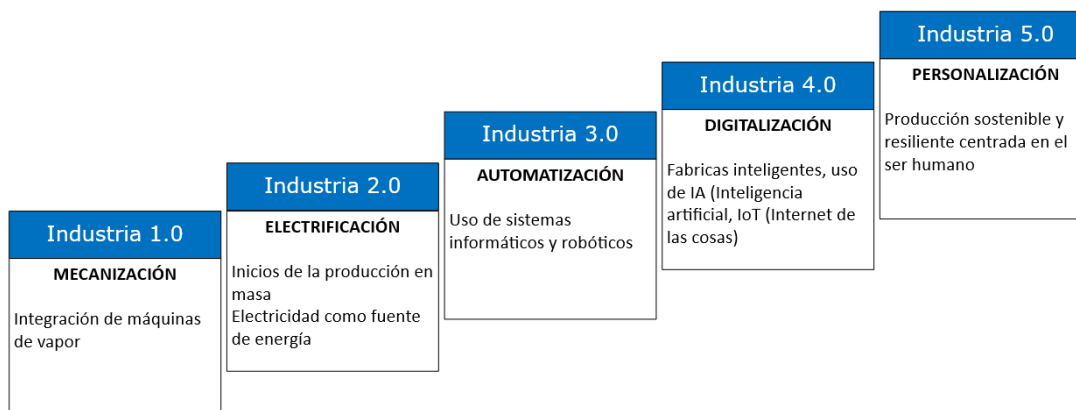 Industria 1.0
MECANIZACIÓN
Integración de máquinas
de vapor
Industria 2.0
ELECTRIFICACIÓN
Inicios de la producción en
masa
Electricidad como fuente
de energía
Industria 3.0
AUTOMATIZACIÓN
Uso de sistemas
informáticos y robóticos
Industria 4.0
DIGITALIZACIÓN
Fabricas inteligentes, uso
de IA (Inteligencia
artificial, IoT (Internet de
las cosas)
Industria 5.0
PERSONALIZACIÓN
Producción sostenible y
resiliente centrada en el
ser humano